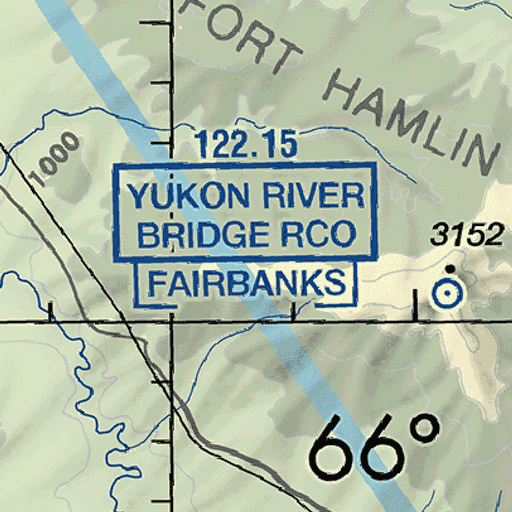 FORT HAMLIN
122.15
1000
YUKON RIVER
BRIDGE RCO
3152
FAIRBANKS
66°